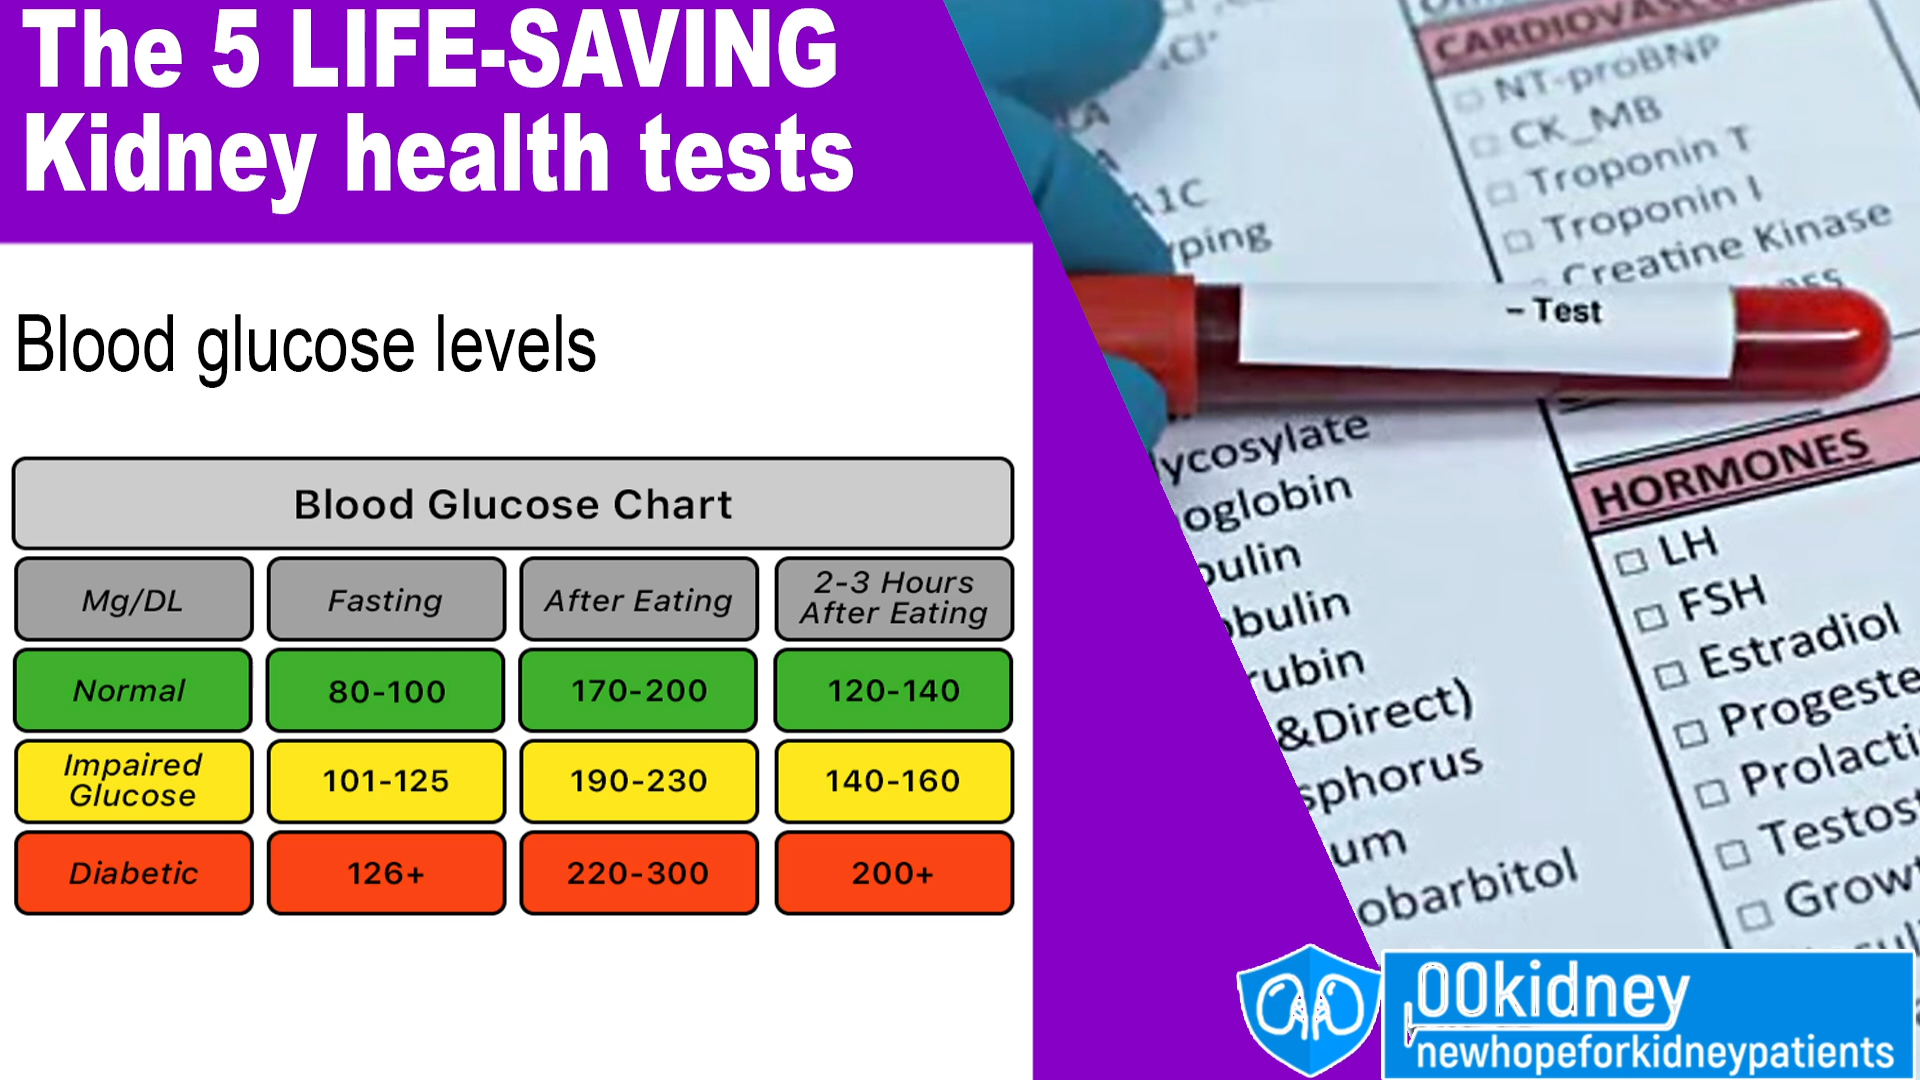 The 5 LIFE-SAVING
Kidney health tests
Blood glucose levels
Blood Glucose Chart
Mg/DL Fasting After Eating 2-3 Hours After Eating
Normal 80-100 170-200 120-140
Impaired Glucose 101-125 190-230 140-160
Diabetic 126+ 220-300 200+
CARDIOVASC
NT-proBNP
CK_MB
Troponin T
Troponin I
Creatine Kinase
A1C
ping
– Test
lycosylate
oglobin
bulin
rubin
&Direct)
sphorus
um
obarbitol
HORMONES
LH
FSH
Estradiol
Progeste
Prolacti
Testos
Grow
00kidney
newhopeforkidneypatients